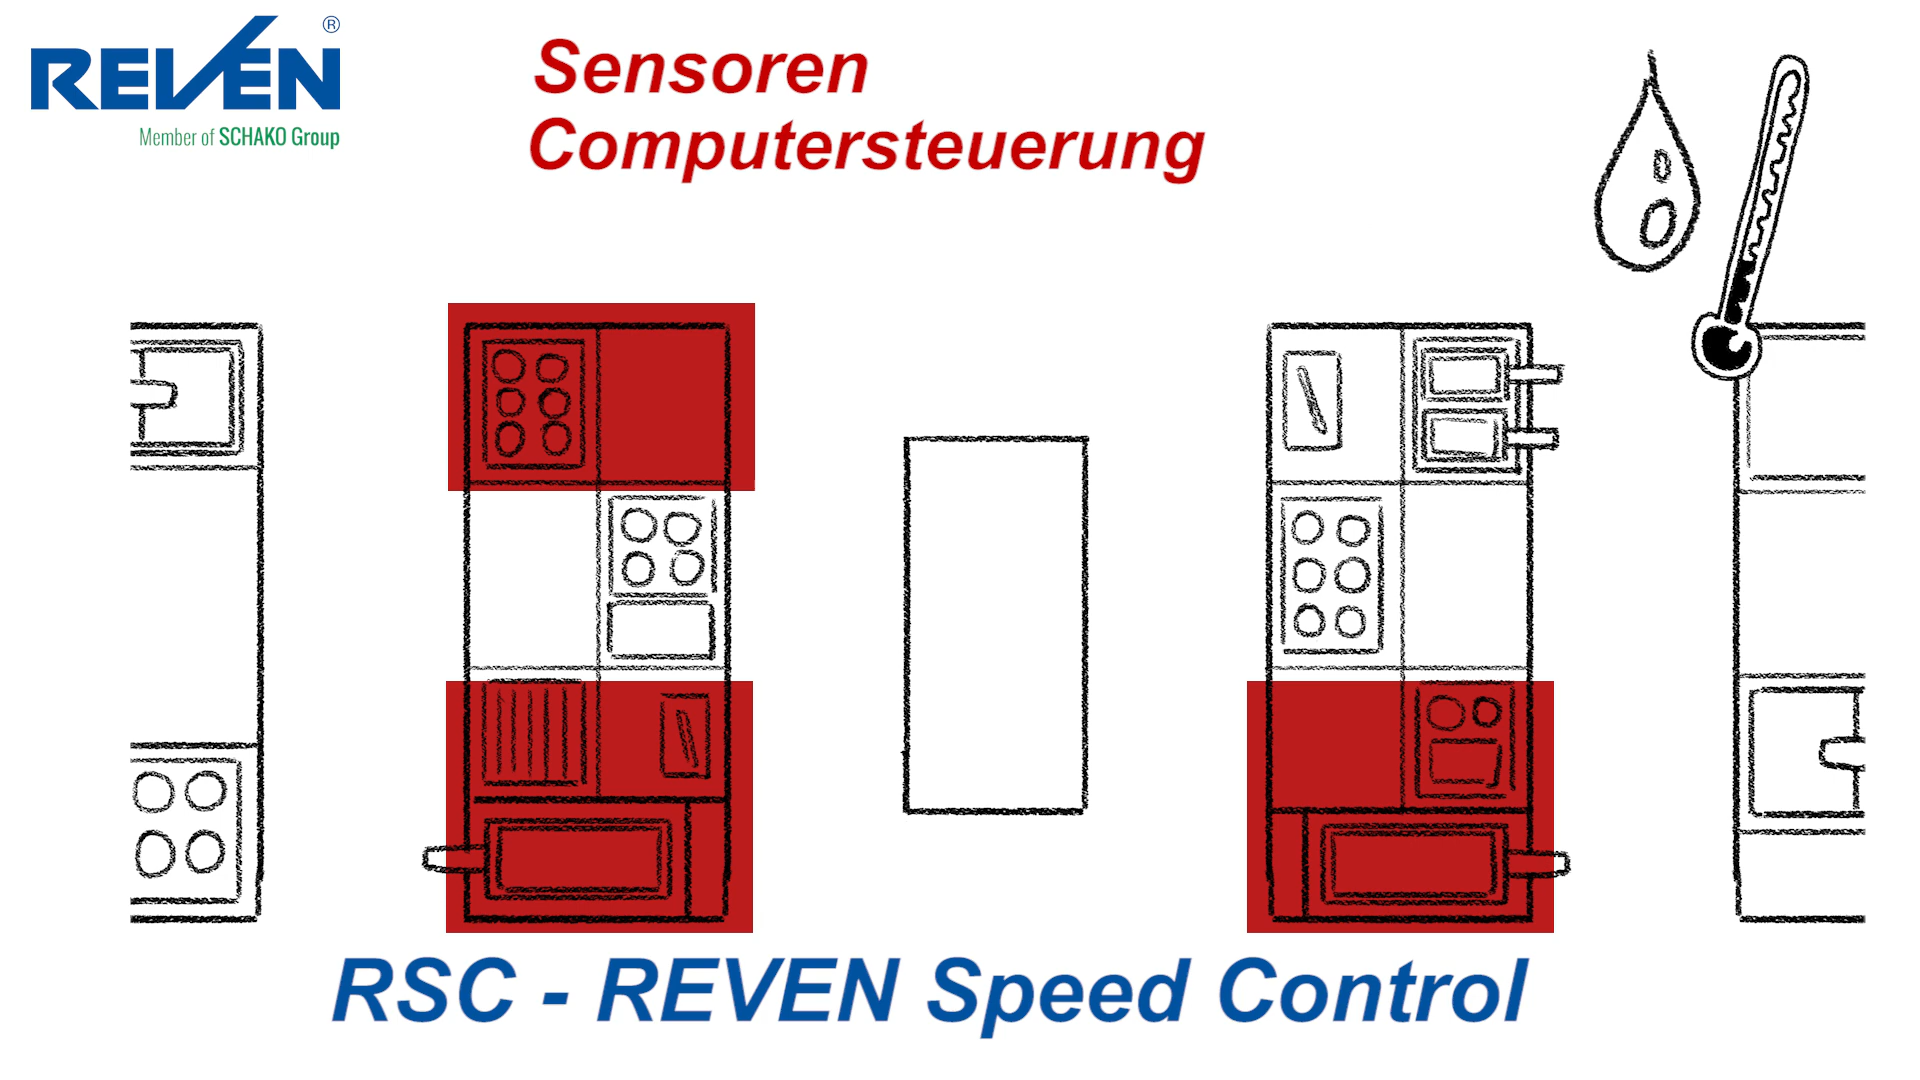 REVEN®
Member of SCHAKO Group
Sensoren
Computersteuerung
RSC - REVEN Speed Control